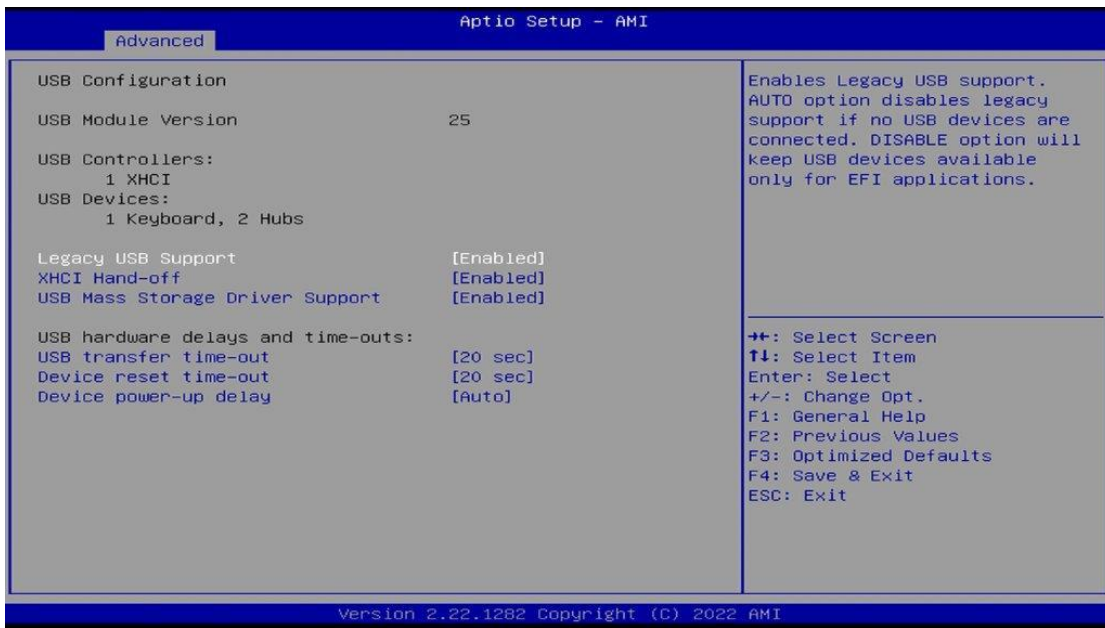 Aptio Setup - AMI
Advanced
USB Configuration
USB Module Version 25
USB Controllers:
1 XHCI
USB Devices:
1 Keyboard, 2 Hubs
Legacy USB Support [Enabled]
XHCI Hand-off [Enabled]
USB Mass Storage Driver Support [Enabled]
USB hardware delays and time-outs:
USB transfer time-out [20 sec]
Device reset time-out [20 sec]
Device power-up delay [Auto]
Enables Legacy USB support.
AUTO option disables legacy
support if no USB devices are
connected. DISABLE option will
keep USB devices available
only for EFI applications.
→←: Select Screen
↑↓: Select Item
Enter: Select
+/-: Change Opt.
F1: General Help
F2: Previous Values
F3: Optimized Defaults
F4: Save & Exit
ESC: Exit
Version 2.22.1282 Copyright (C) 2022 AMI